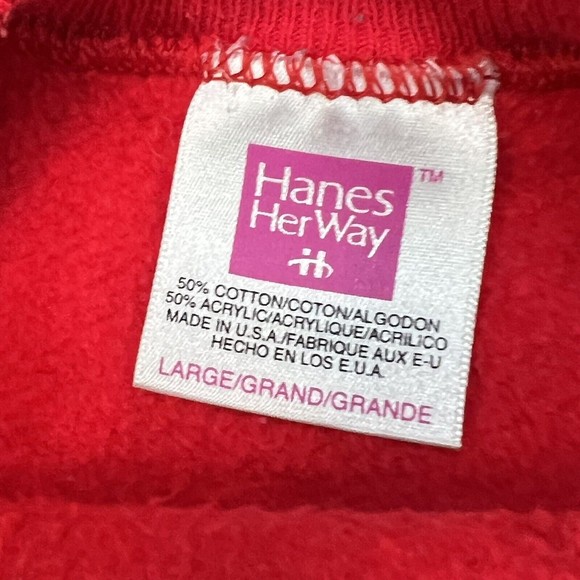 Hanes
HerWay
TM
50% COTTON/COTON/ALGODON
50% ACRYLIC/ACRYLIQUE/ACRILICO
MADE IN U.S.A./FABRIQUE AUX E-U
HECHO EN LOS E.U.A.
LARGE/GRAND/GRANDE